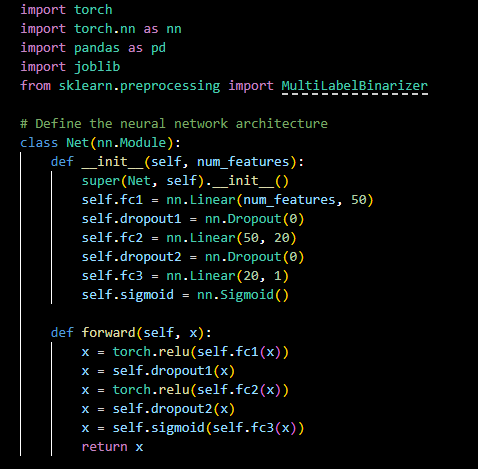 import torch
import torch.nn as nn
import pandas as pd
import joblib
from sklearn.preprocessing import MultiLabelBinarizer

# Define the neural network architecture
class Net(nn.Module):
    def __init__(self, num_features):
        super(Net, self).__init__()
        self.fc1 = nn.Linear(num_features, 50)
        self.dropout1 = nn.Dropout(0)
        self.fc2 = nn.Linear(50, 20)
        self.dropout2 = nn.Dropout(0)
        self.fc3 = nn.Linear(20, 1)
        self.sigmoid = nn.Sigmoid()

    def forward(self, x):
        x = torch.relu(self.fc1(x))
        x = self.dropout1(x)
        x = torch.relu(self.fc2(x))
        x = self.dropout2(x)
        x = self.sigmoid(self.fc3(x))
        return x